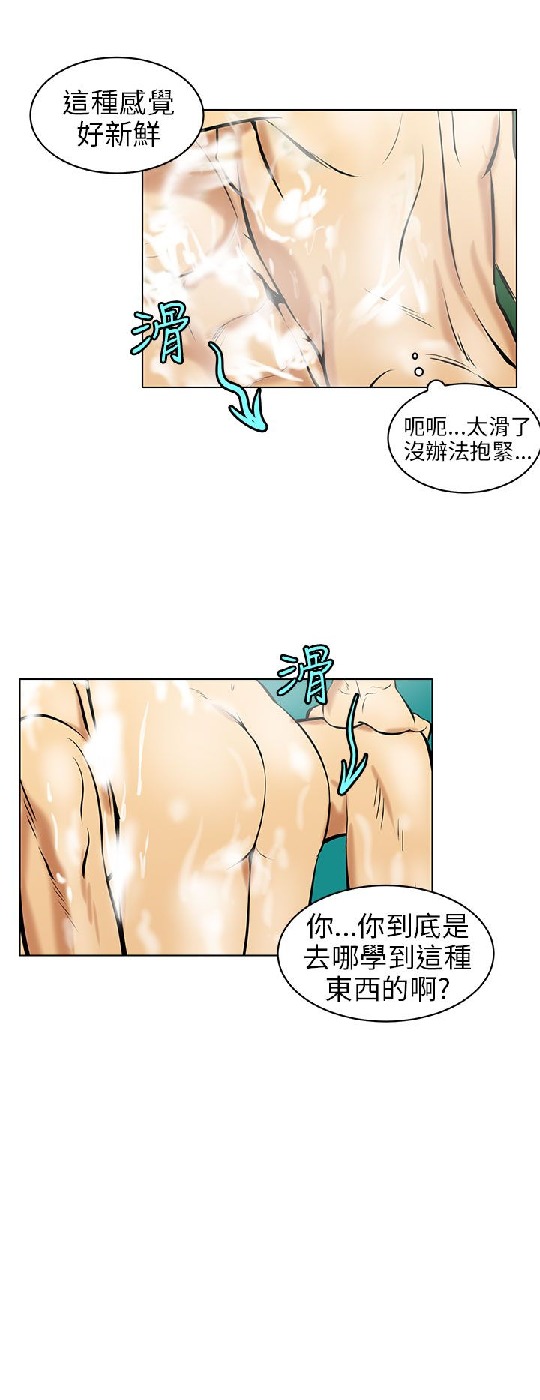 這種感覺
好新鮮
滑
呃呃...太滑了
沒辦法抱緊...
滑
你...你到底是
去哪學到這種
東西的啊?